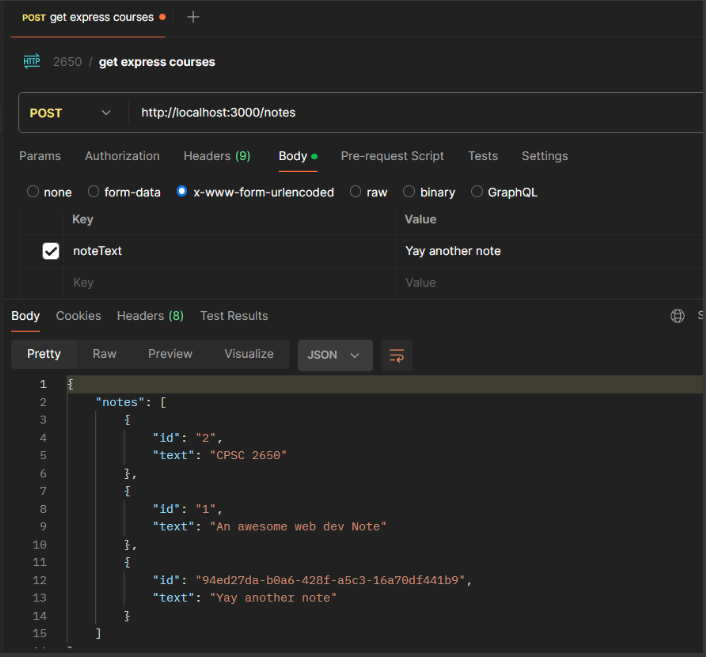 POST get express courses
HTTP 2650 / get express courses
POST http://localhost:3000/notes
Params Authorization Headers (9) Body Pre-request Script Tests Settings
none form-data x-www-form-urlencoded raw binary GraphQL
Key Value
noteText Yay another note
Key Value
Body Cookies Headers (8) Test Results
Pretty Raw Preview Visualize JSON
1 {
2 "notes": [
3 {
4 "id": "2",
5 "text": "CPSC 2650"
6 },
7 {
8 "id": "1",
9 "text": "An awesome web dev Note"
10 },
11 {
12 "id": "94ed27da-b0a6-428f-a5c3-16a70df441b9",
13 "text": "Yay another note"
14 }
15 ]